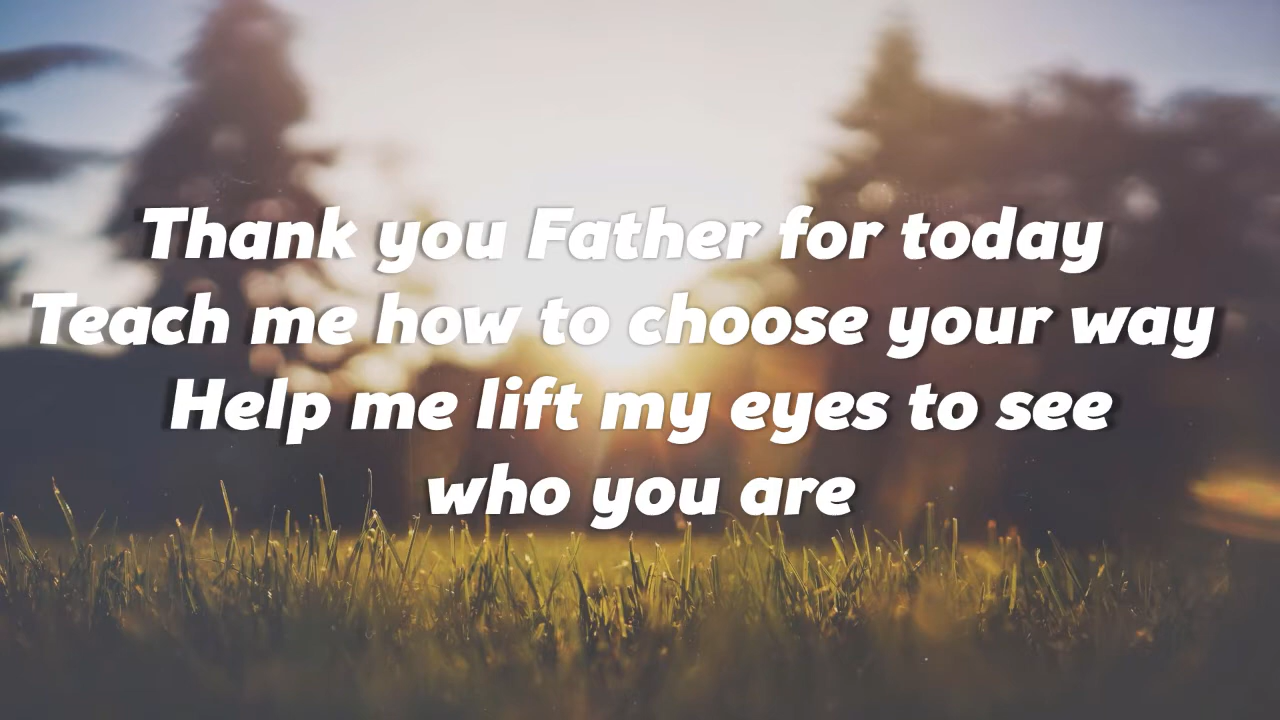 Thank you Father for today
Teach me how to choose your way
Help me lift my eyes to see
who you are